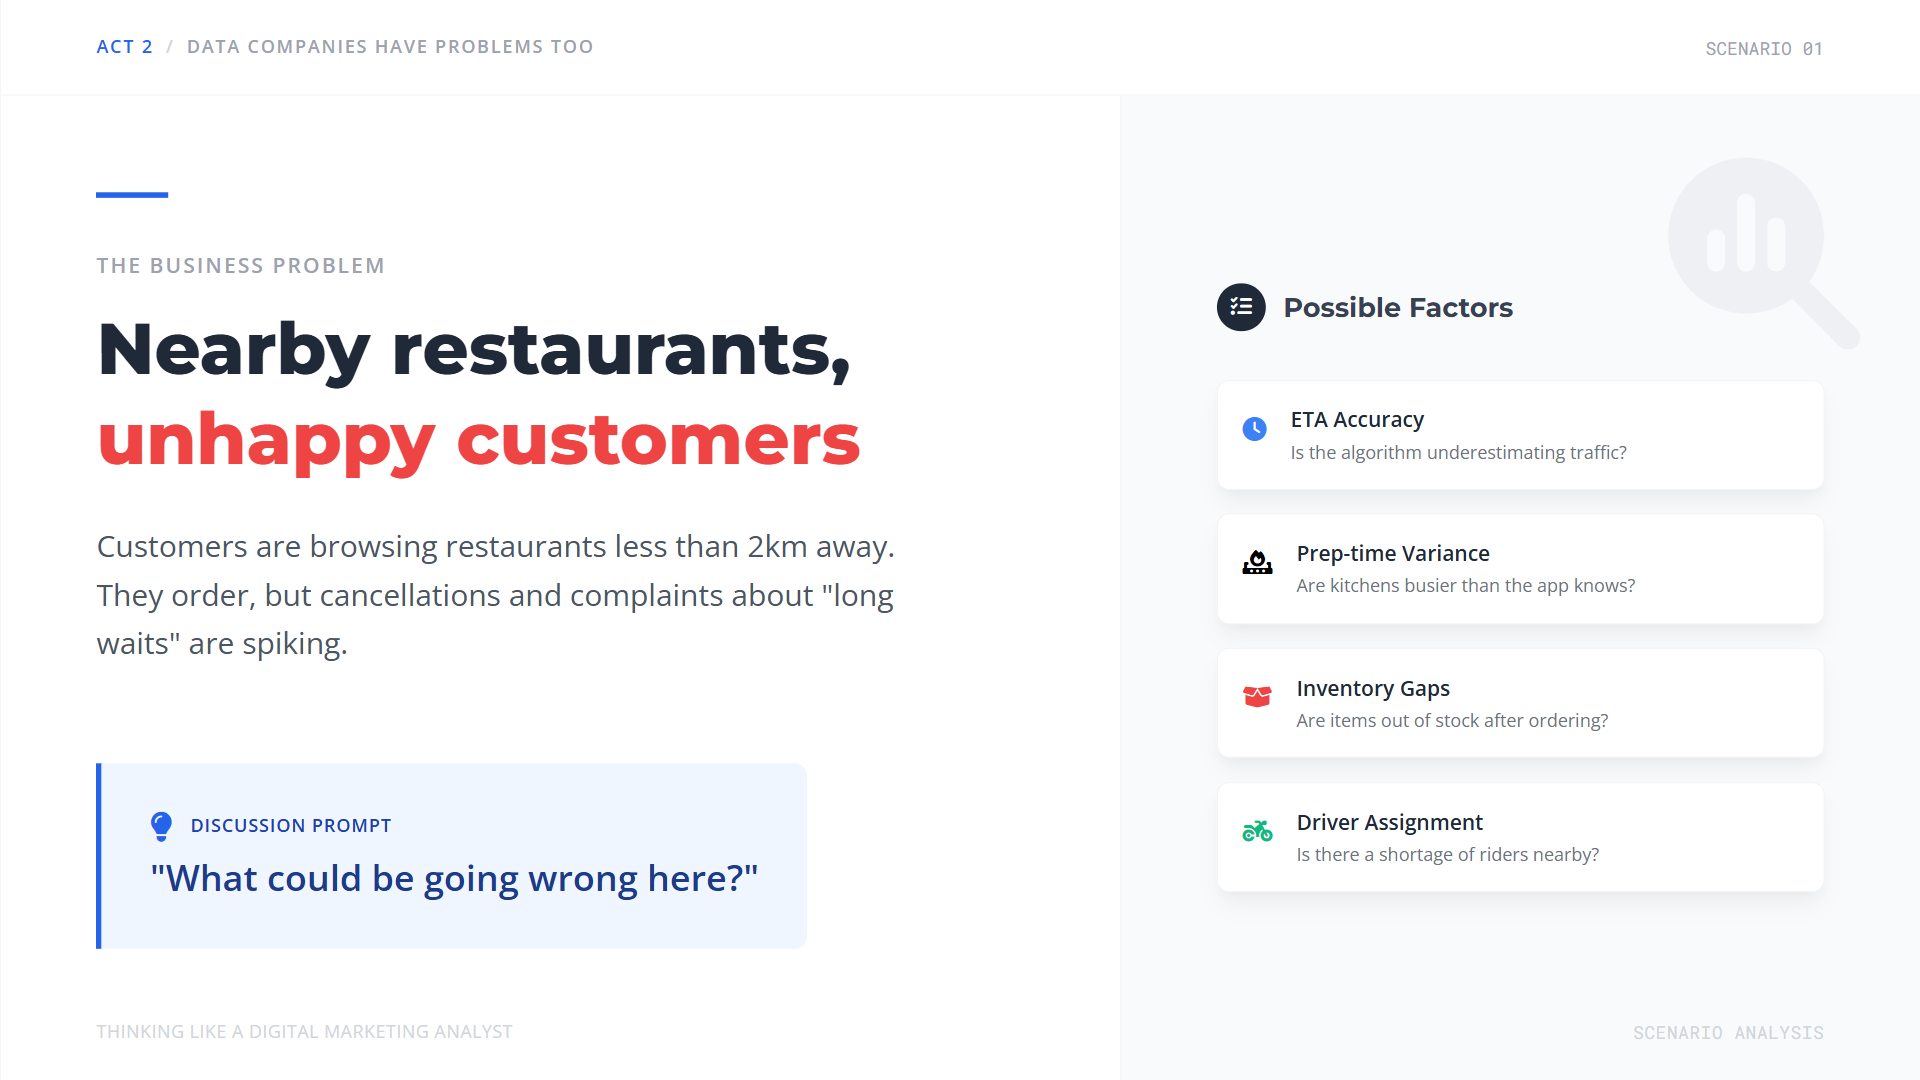 ACT 2 / DATA COMPANIES HAVE PROBLEMS TOO
SCENARIO 01
THE BUSINESS PROBLEM
Nearby restaurants,
unhappy customers
Customers are browsing restaurants less than 2km away.
They order, but cancellations and complaints about "long
waits" are spiking.
DISCUSSION PROMPT
"What could be going wrong here?"
Possible Factors
ETA Accuracy
Is the algorithm underestimating traffic?
Prep-time Variance
Are kitchens busier than the app knows?
Inventory Gaps
Are items out of stock after ordering?
Driver Assignment
Is there a shortage of riders nearby?
THINKING LIKE A DIGITAL MARKETING ANALYST
SCENARIO ANALYSIS